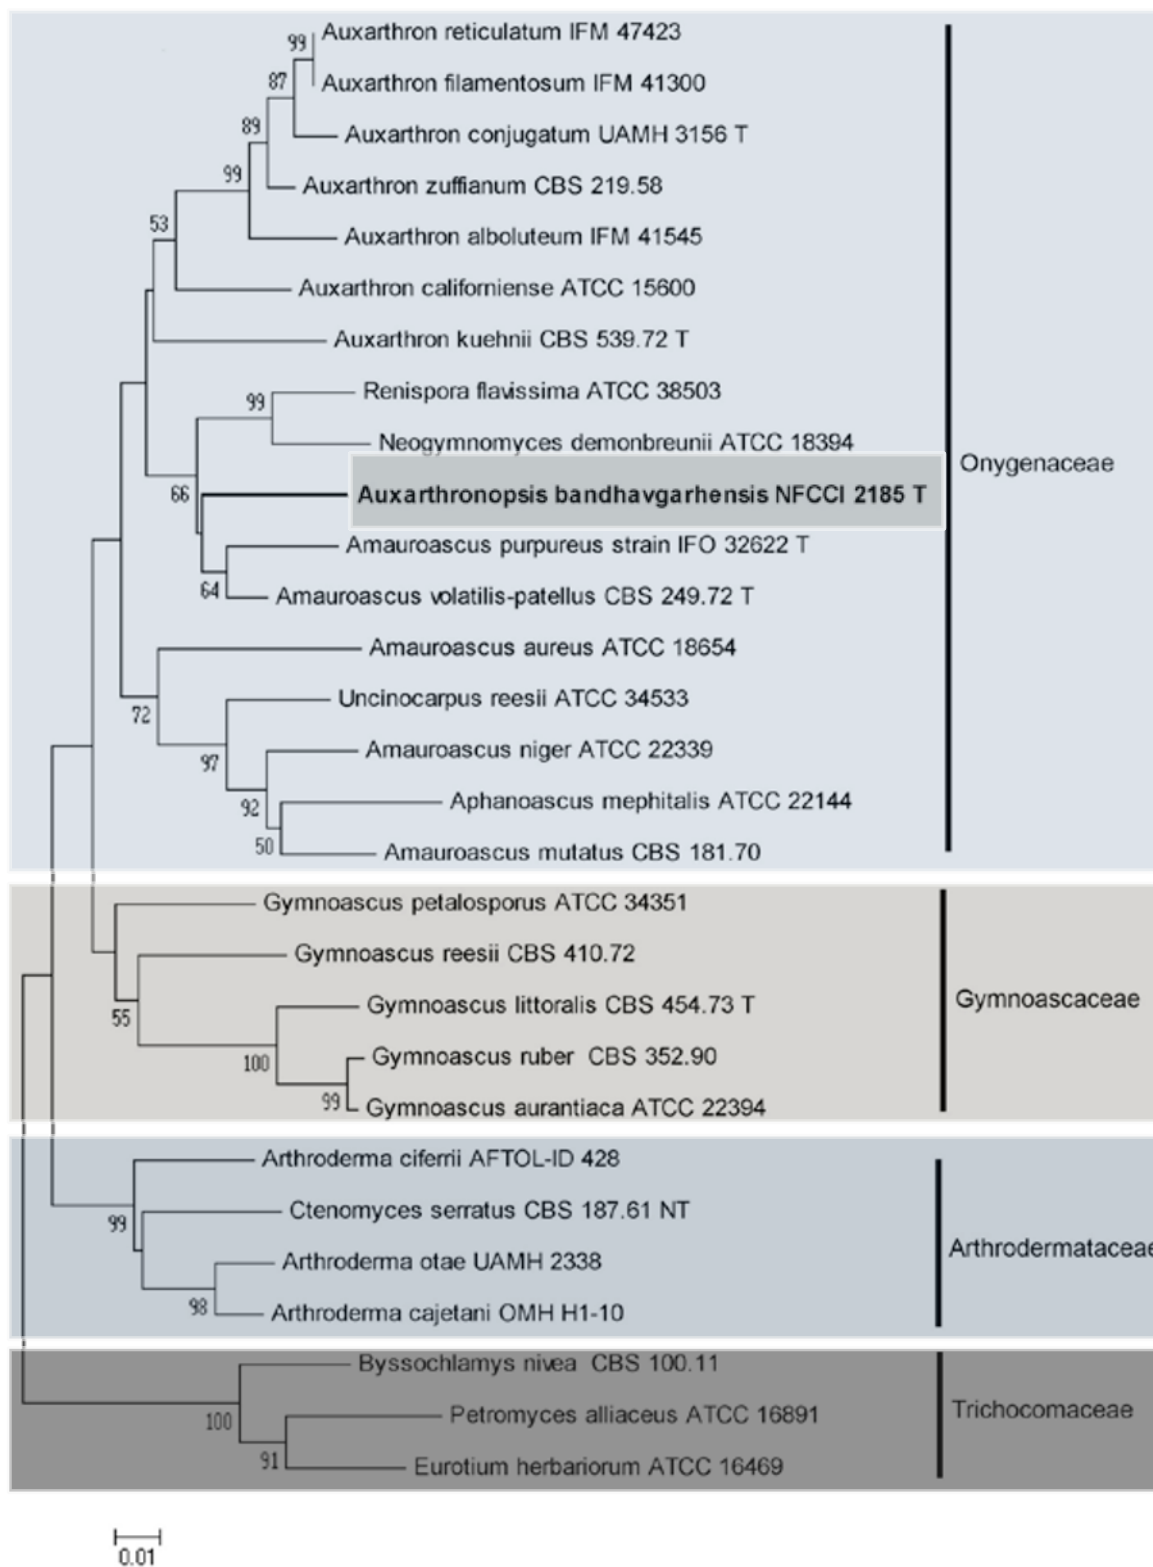 99
Auxarthron reticulatum IFM 47423
87
Auxarthron filamentosum IFM 41300
89
Auxarthron conjugatum UAMH 3156 T
99
Auxarthron zuffianum CBS 219.58
53
Auxarthron alboluteum IFM 41545
Auxarthron californiense ATCC 15600
Auxarthron kuehnii CBS 539.72 T
99
Renispora flavissima ATCC 38503
Neogymnomyces demonbreunii ATCC 18394
Onygenaceae
66
Auxarthronopsis bandhavgarhensis NFCCI 2185 T
Amauroascus purpureus strain IFO 32622 T
64
Amauroascus volatilis-patellus CBS 249.72 T
Amauroascus aureus ATCC 18654
72
Uncinocarpus reesii ATCC 34533
97
Amauroascus niger ATCC 22339
92
Aphanoascus mephitalis ATCC 22144
50
Amauroascus mutatus CBS 181.70
Gymnoascus petalosporus ATCC 34351
Gymnoascus reesii CBS 410.72
55
Gymnoascus littoralis CBS 454.73 T
Gymnoascaceae
100
Gymnoascus ruber CBS 352.90
99
Gymnoascus aurantiaca ATCC 22394
Arthroderma ciferrii AFTOL-ID 428
99
Ctenomyces serratus CBS 187.61 NT
Arthrodermataceae
Arthroderma otae UAMH 2338
98
Arthroderma cajetani OMH H1-10
Byssochlamys nivea CBS 100.11
100
Petromyces alliaceus ATCC 16891
Trichocomaceae
91
Eurotium herbariorum ATCC 16469
0.01